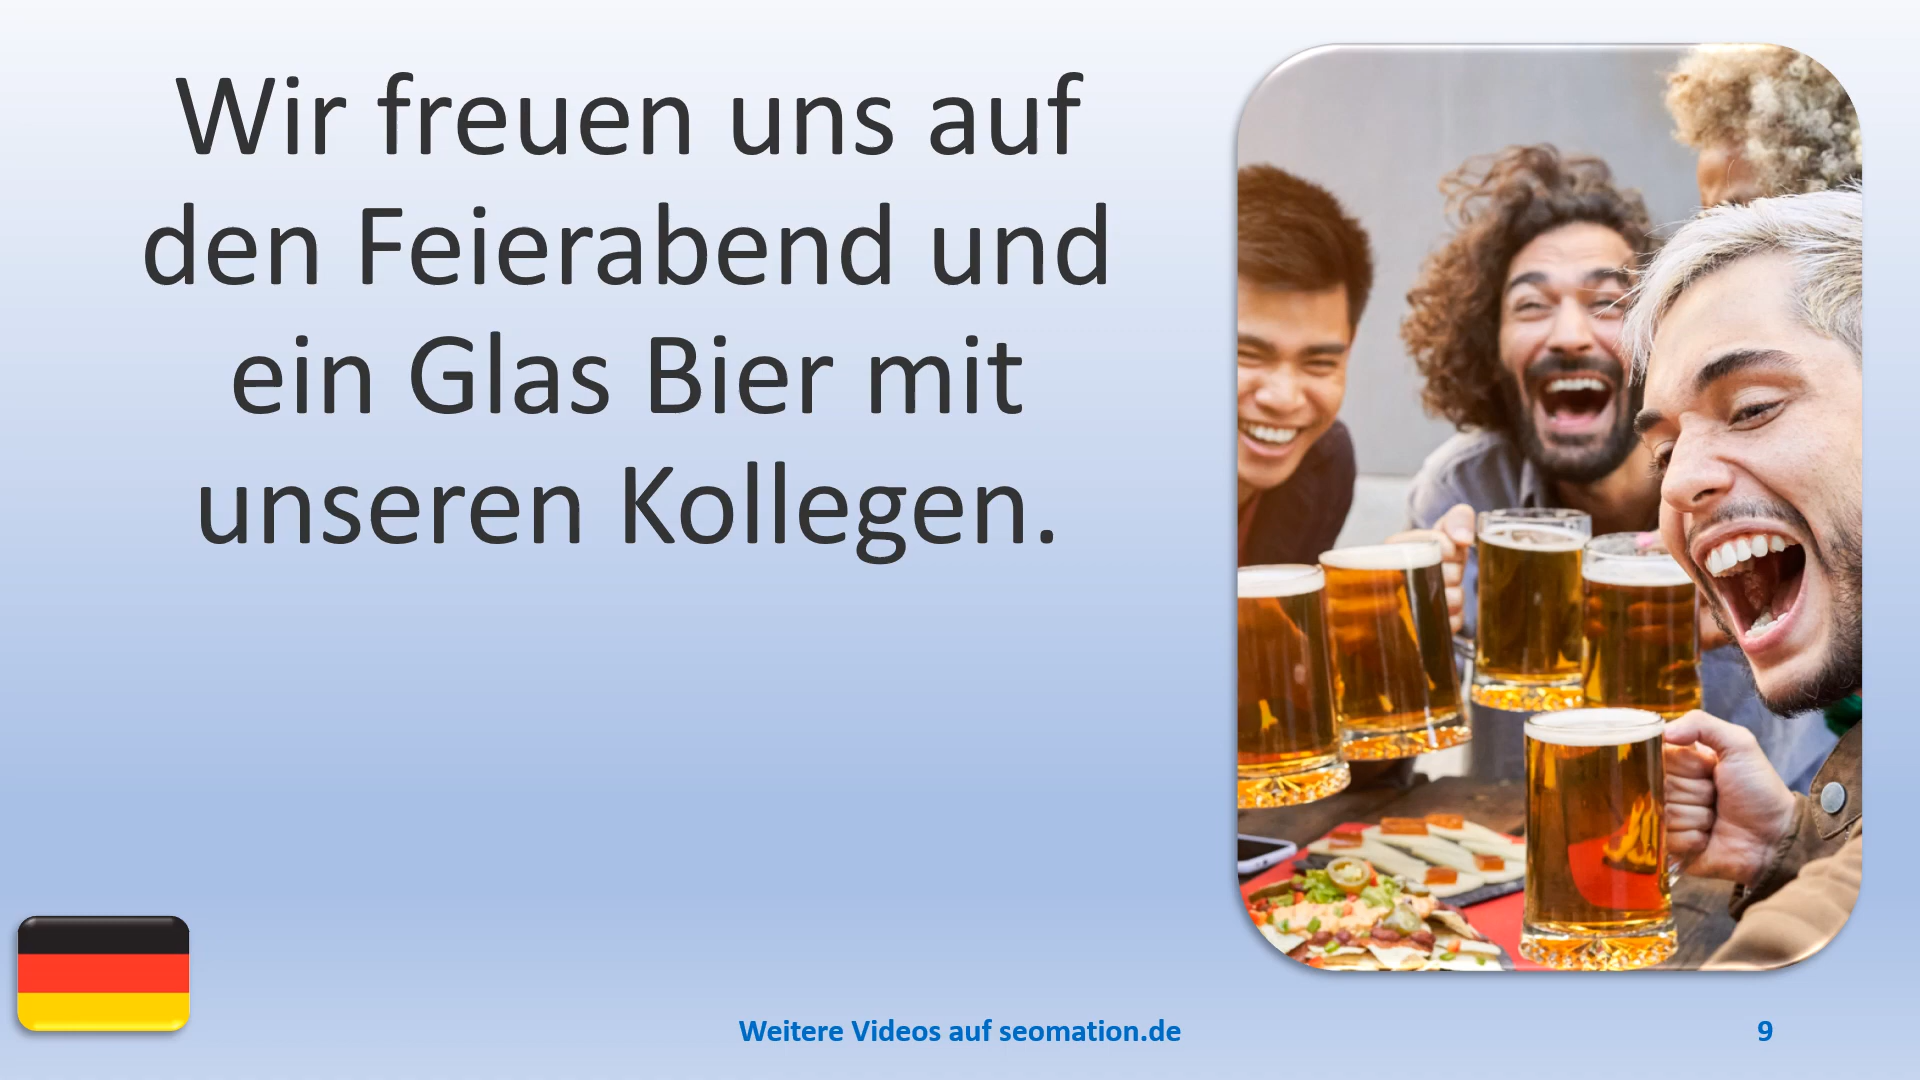 Wir freuen uns auf
den Feierabend und
ein Glas Bier mit
unseren Kollegen.
Weitere Videos auf seomation.de
9